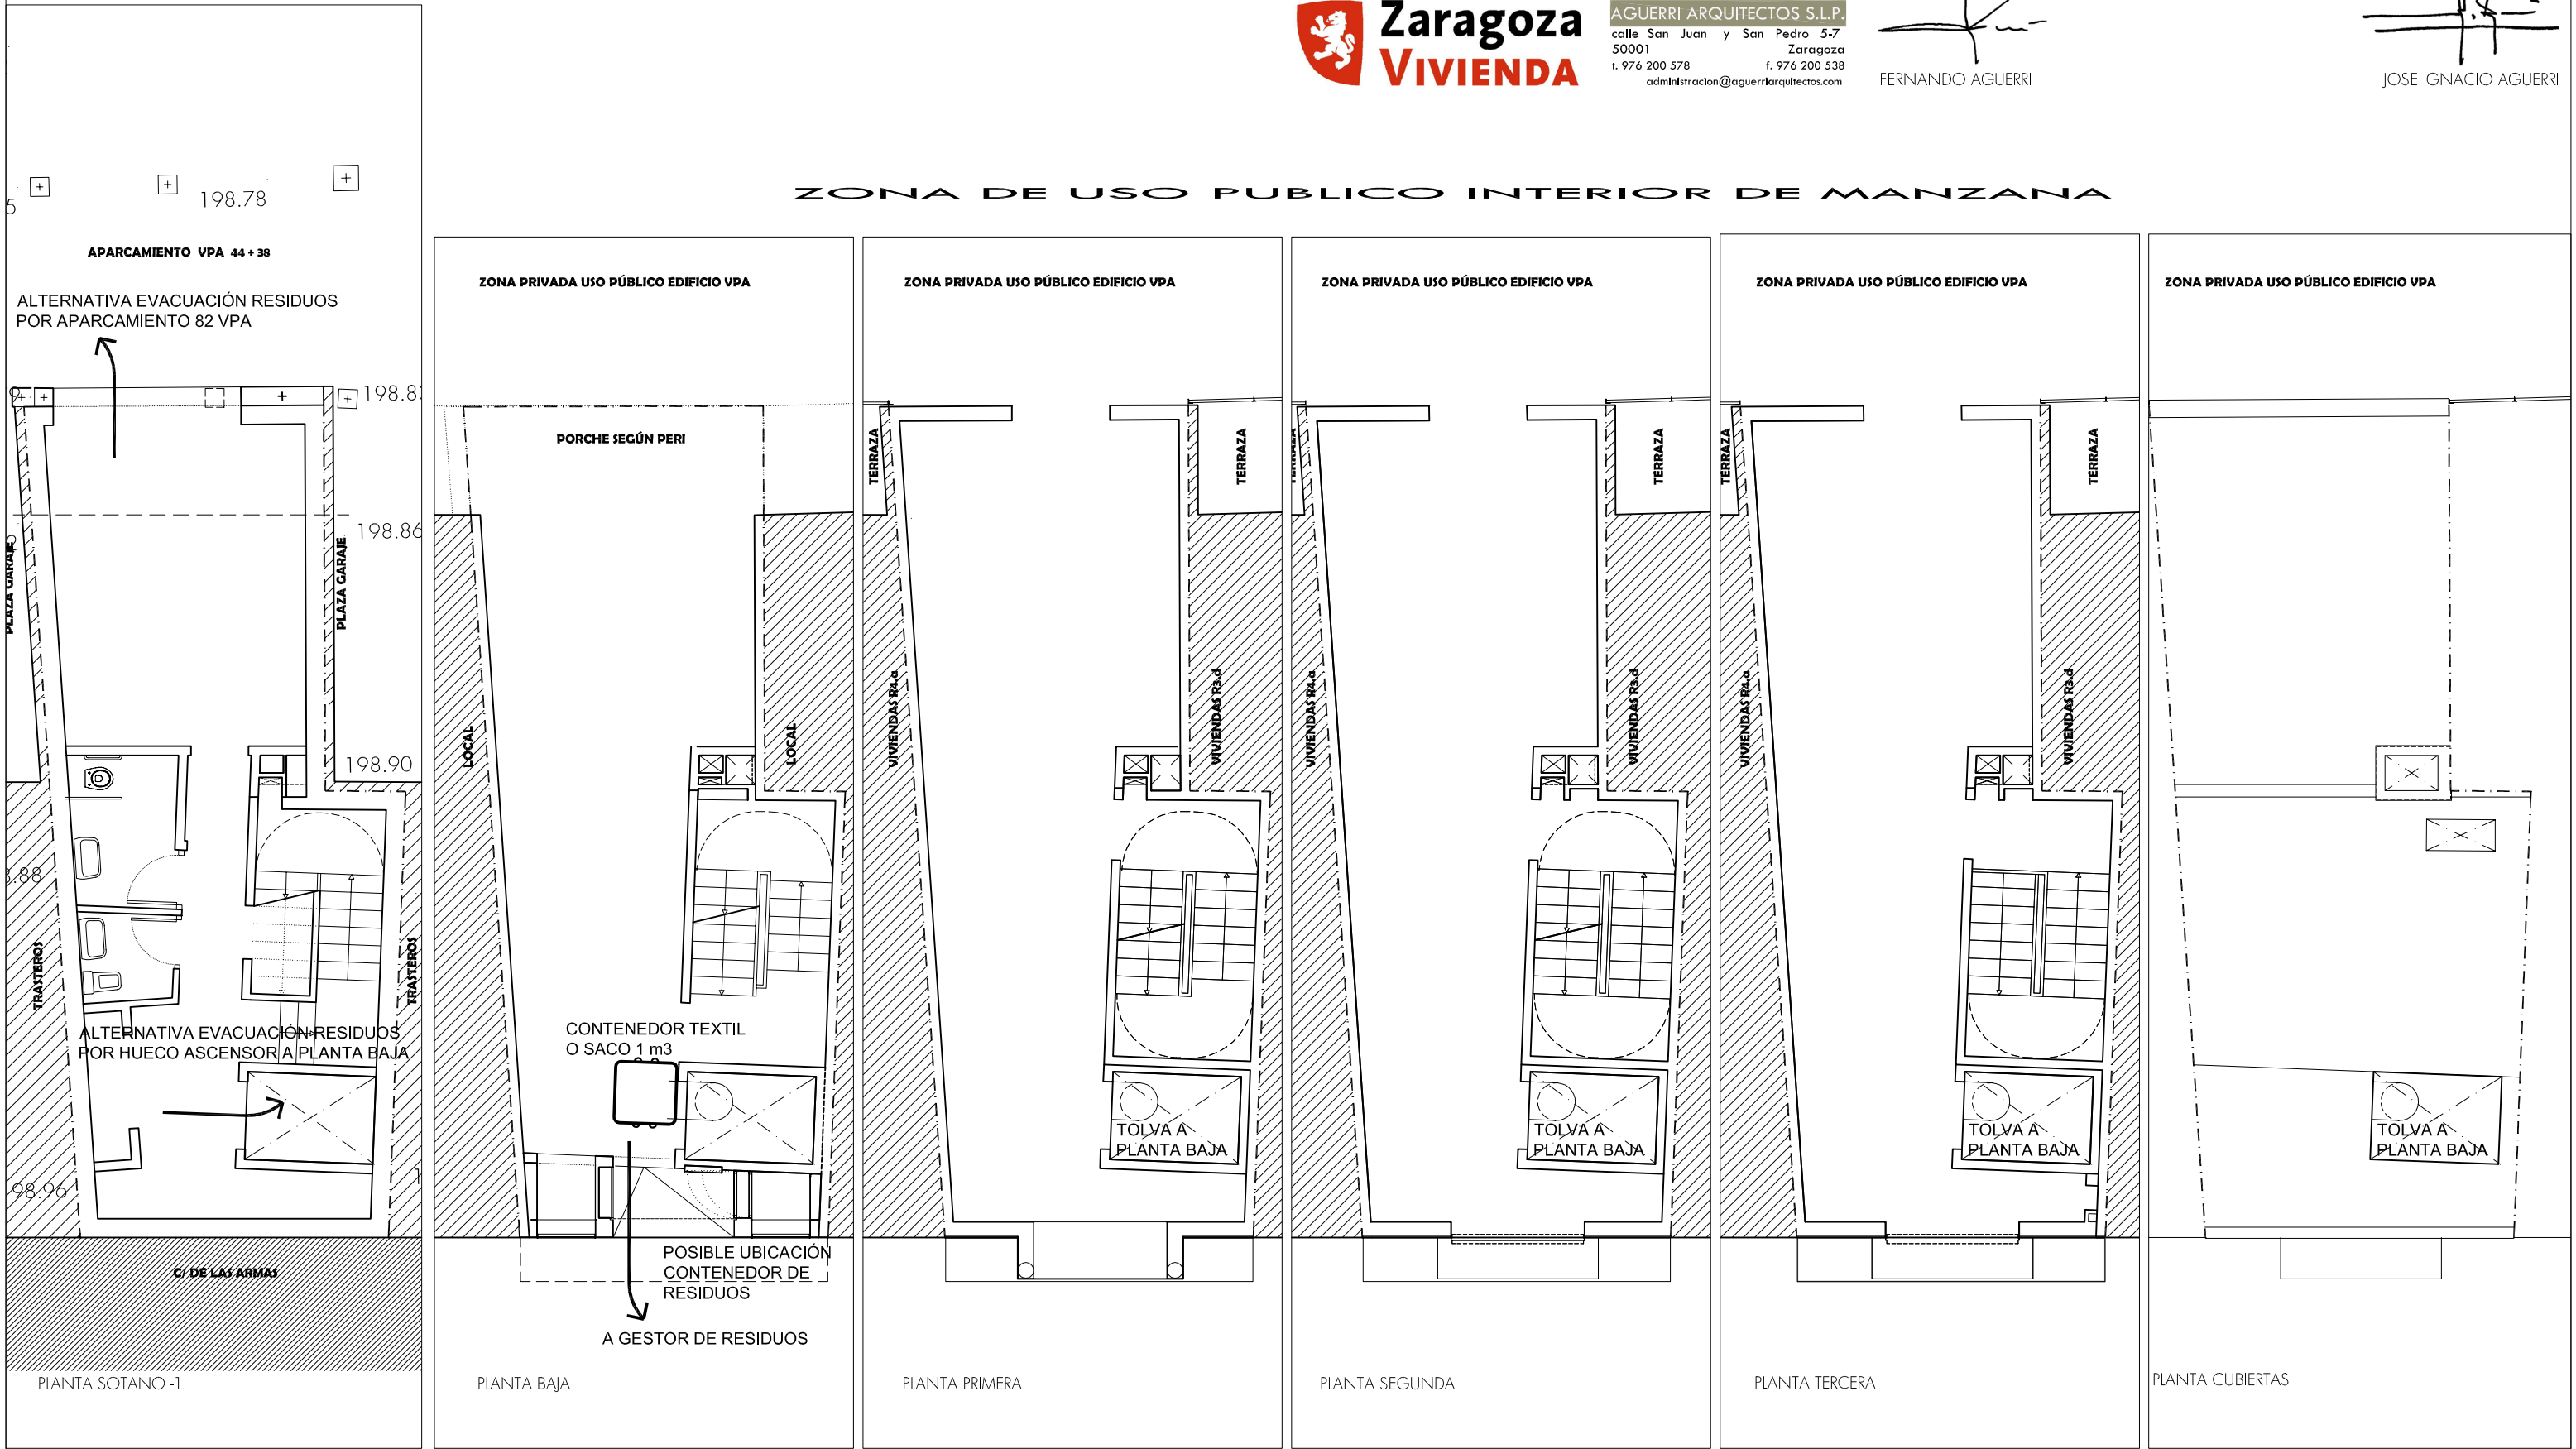 Zaragoza
VIVIENDA
AGUERRI ARQUITECTOS S.L.P.
calle San Juan y San Pedro 5-7
50001 Zaragoza
t. 976 200 578 f. 976 200 538
administracion@aguerriarquitectos.com
FERNANDO AGUERRI
JOSE IGNACIO AGUERRI
ZONA DE USO PUBLICO INTERIOR DE MANZANA
198.78
APARCAMIENTO VPA 44 + 38
ALTERNATIVA EVACUACIÓN RESIDUOS
POR APARCAMIENTO 82 VPA
198.8
198.86
PLAZA GARAJE
PLAZA GARAJE
198.90
.88
TRASTEROS
TRASTEROS
ALTERNATIVA EVACUACIÓN RESIDUOS
POR HUECO ASCENSOR A PLANTA BAJA
98.96
C/ DE LAS ARMAS
PLANTA SOTANO -1
ZONA PRIVADA USO PÚBLICO EDIFICIO VPA
PORCHE SEGÚN PERI
LOCAL
LOCAL
CONTENEDOR TEXTIL
O SACO 1 m3
POSIBLE UBICACIÓN
CONTENEDOR DE
RESIDUOS
A GESTOR DE RESIDUOS
PLANTA BAJA
ZONA PRIVADA USO PÚBLICO EDIFICIO VPA
TERRAZA
TERRAZA
VIVIENDAS R4.a
VIVIENDAS R3.d
TOLVA A
PLANTA BAJA
PLANTA PRIMERA
ZONA PRIVADA USO PÚBLICO EDIFICIO VPA
TERRAZA
TERRAZA
VIVIENDAS R4.a
VIVIENDAS R3.d
TOLVA A
PLANTA BAJA
PLANTA SEGUNDA
ZONA PRIVADA USO PÚBLICO EDIFICIO VPA
TERRAZA
TERRAZA
VIVIENDAS R4.a
VIVIENDAS R3.d
TOLVA A
PLANTA BAJA
PLANTA TERCERA
ZONA PRIVADA USO PÚBLICO EDIFICIO VPA
TOLVA A
PLANTA BAJA
PLANTA CUBIERTAS